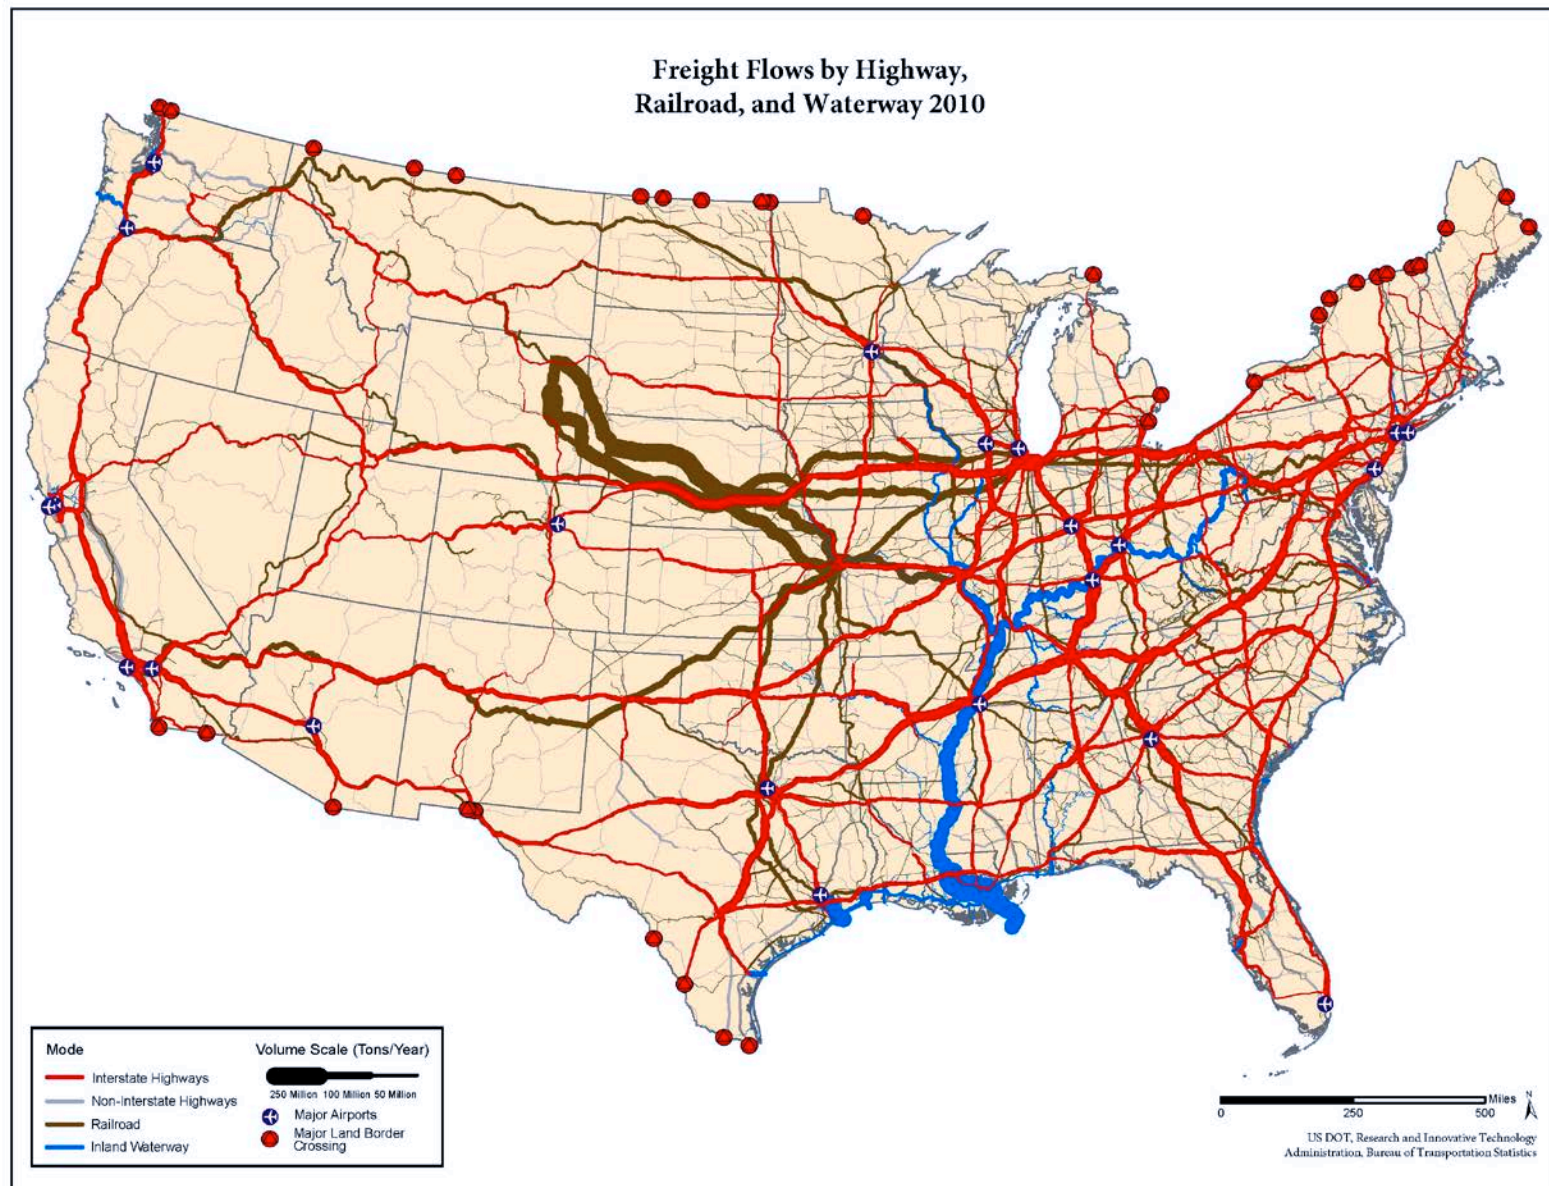 Freight Flows by Highway,
Railroad, and Waterway 2010
Mode
Interstate Highways
Non-Interstate Highways
Railroad
Inland Waterway
Volume Scale (Tons/Year)
250 Million 100 Million 50 Million
Major Airports
Major Land Border
Crossing
Miles
N
0 250 500
US DOT, Research and Innovative Technology
Administration, Bureau of Transportation Statistics